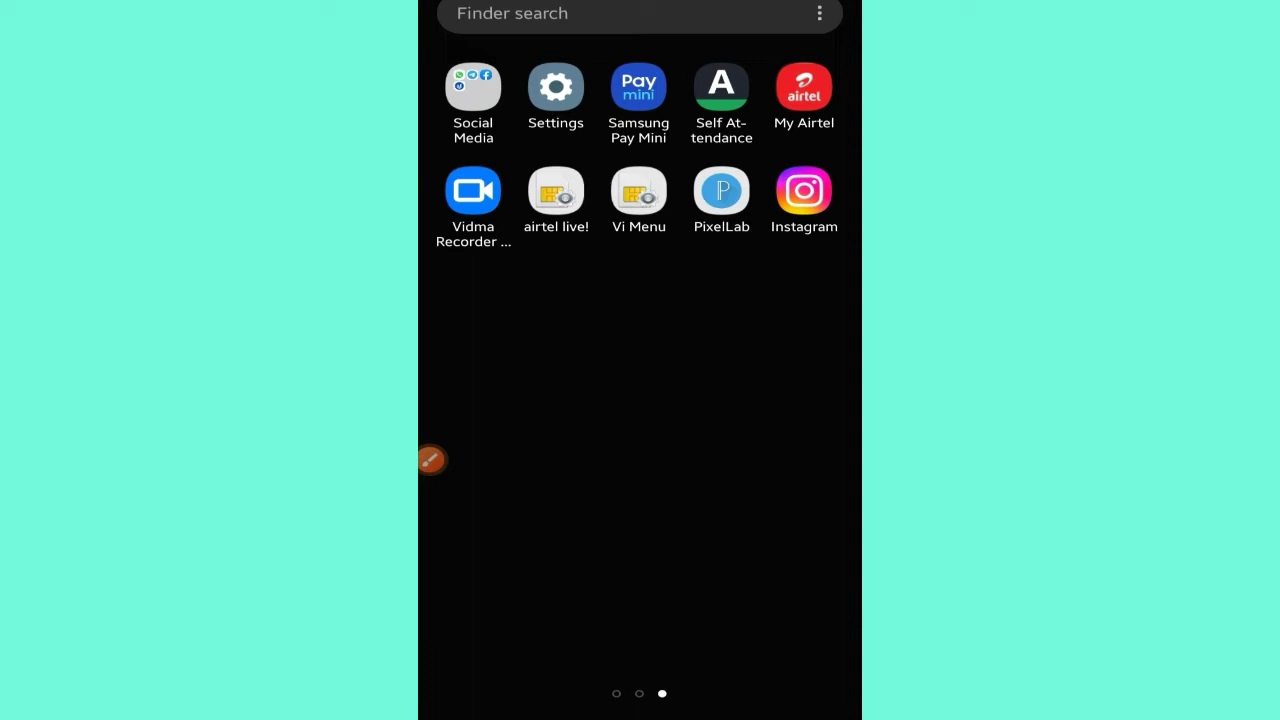 Finder search
Pay
mini
A
airtel
Social
Media
Settings
Samsung
Pay Mini
Self At-
tendance
My Airtel
P
Vidma
Recorder ...
airtel live!
Vi Menu
PixelLab
Instagram